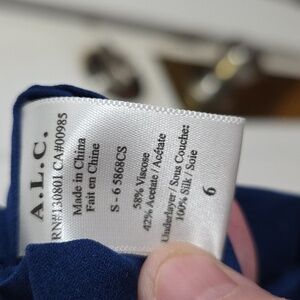 A.L.C.
RN#130801 CA#00985
Made in China
Fait en Chine
S - 6 5868CS
58% Viscose
42% Acetate / Acétate
Underlayer / Sous Couche:
100% Silk / Soie
6